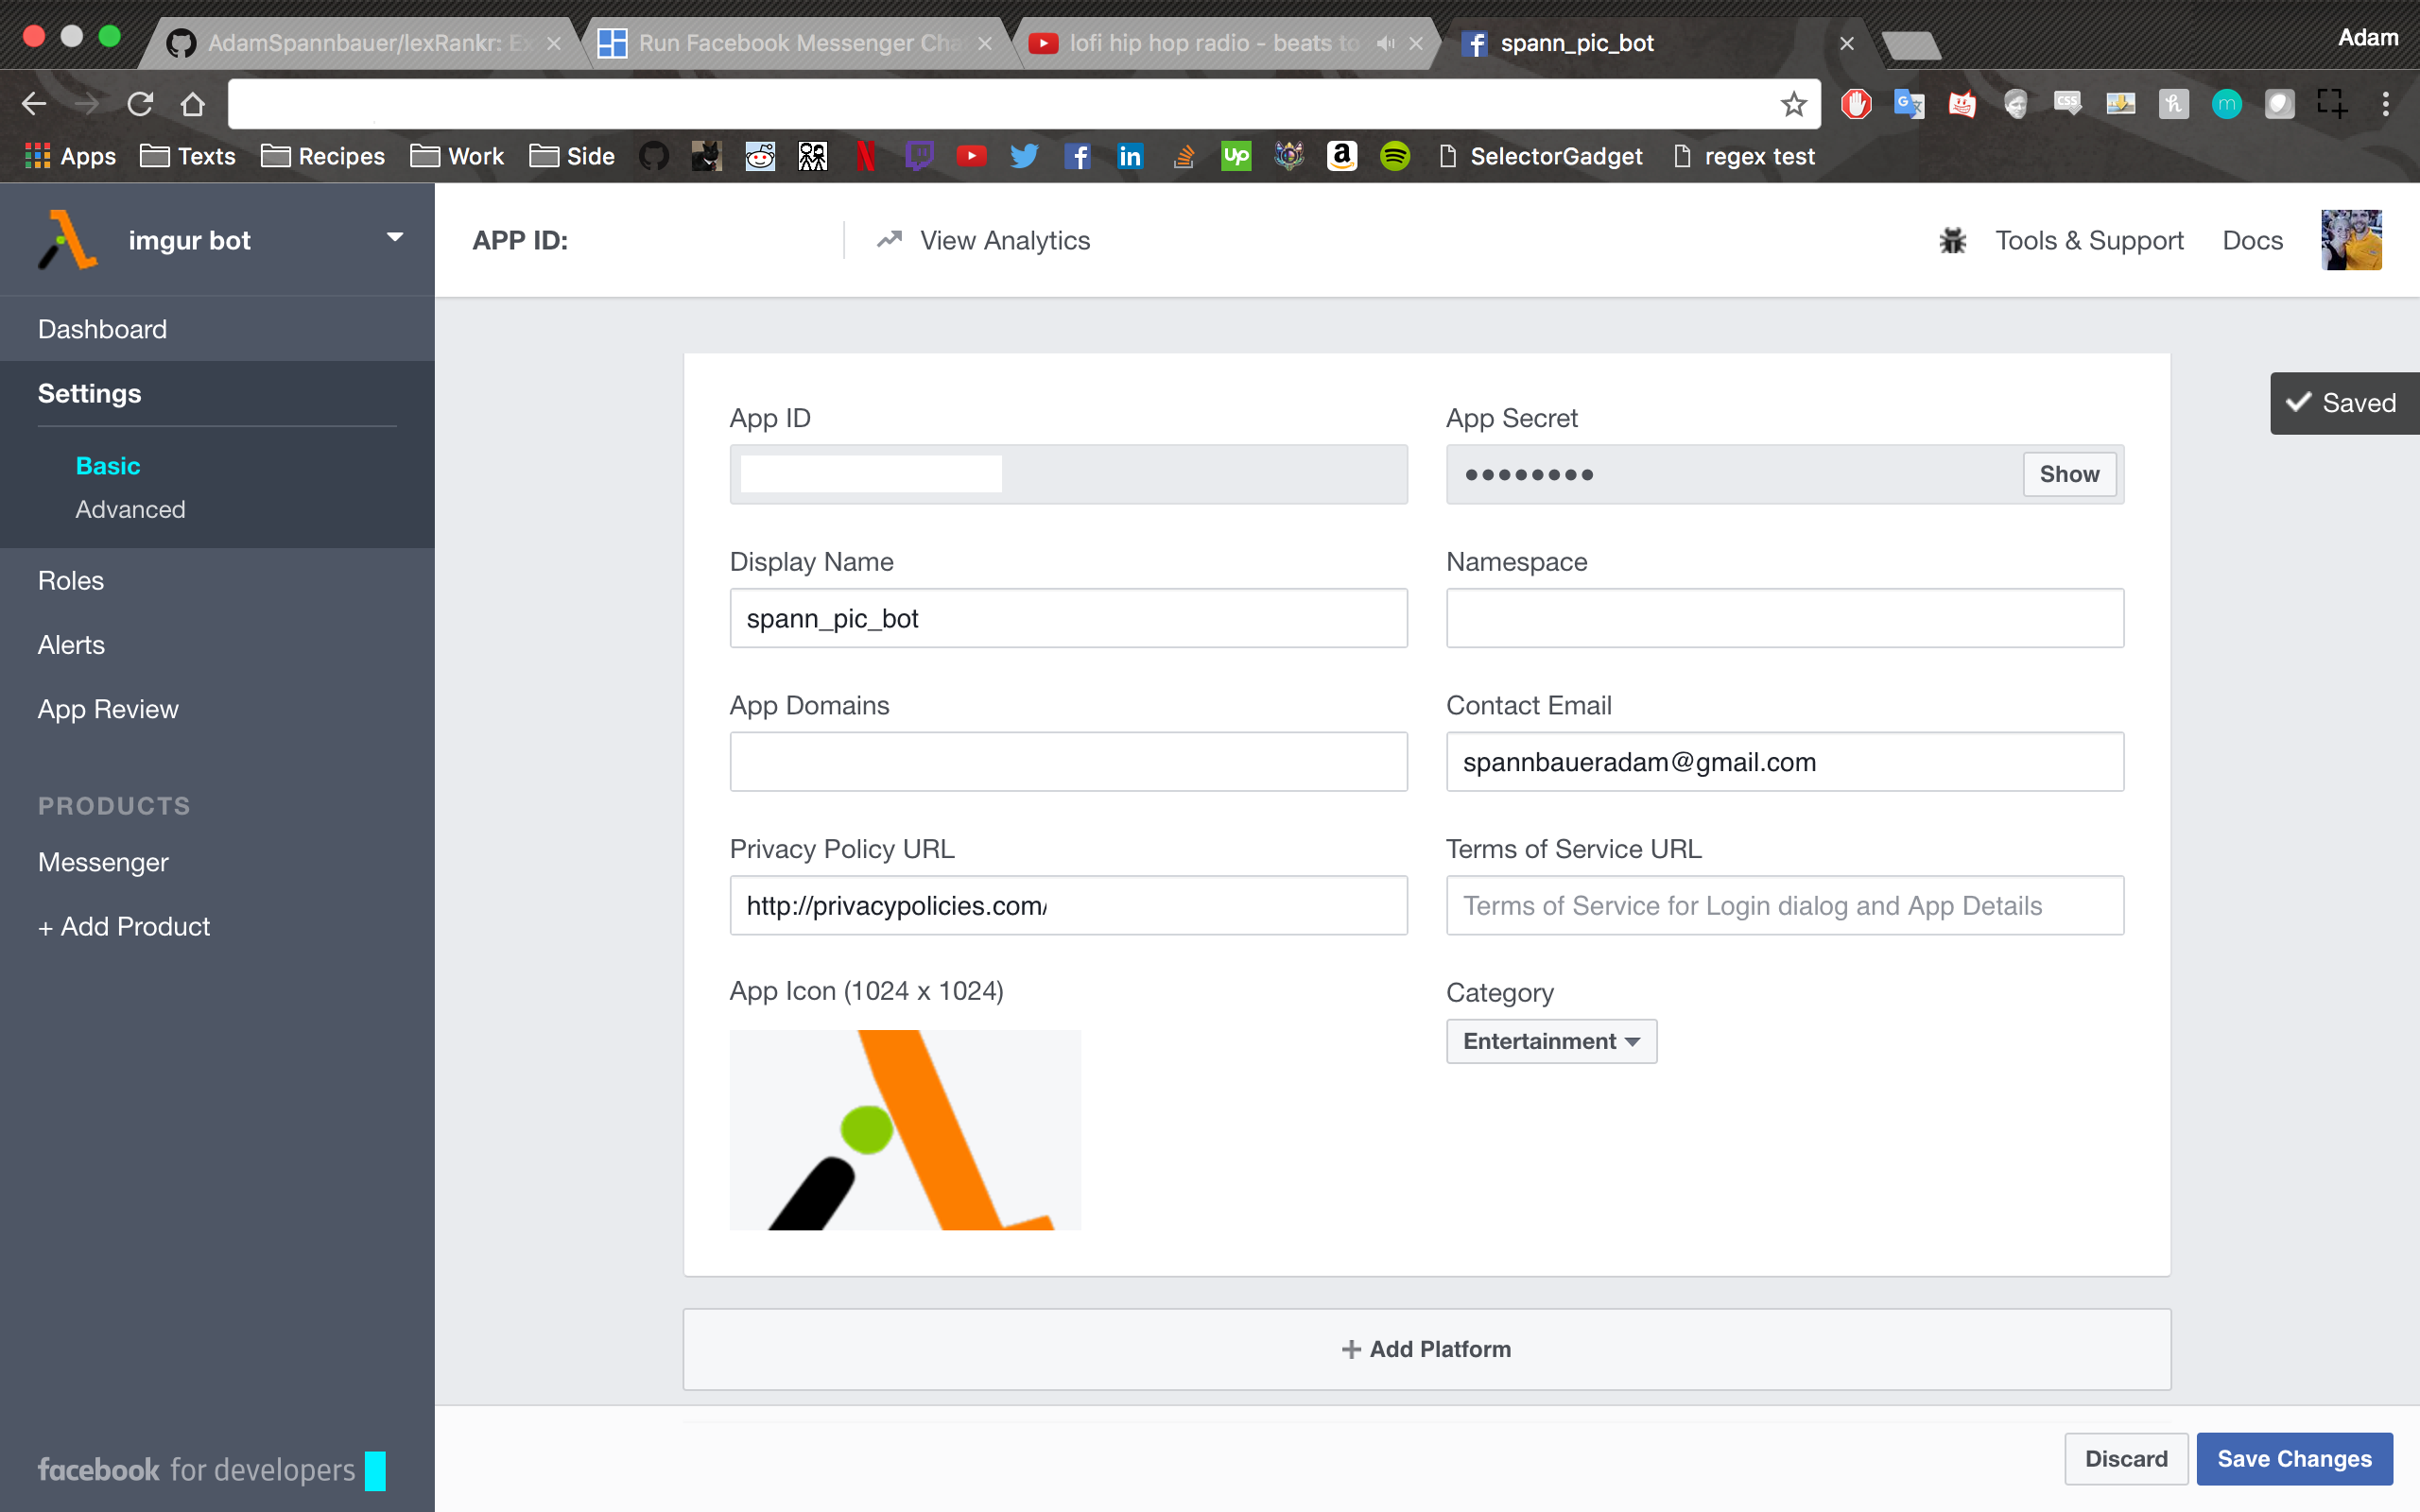 AdamSpannbauer/lexRankr: Ex
Run Facebook Messenger Cha
lofi hip hop radio - beats to
spann_pic_bot
Adam
Apps
Texts
Recipes
Work
Side
SelectorGadget
regex test
imgur bot
APP ID:
View Analytics
Tools & Support
Docs
Dashboard
Settings
Basic
Advanced
Roles
Alerts
App Review
PRODUCTS
Messenger
+ Add Product
facebook for developers
Saved
App ID
App Secret
••••••••
Show
Display Name
Namespace
spann_pic_bot
App Domains
Contact Email
spannbaueradam@gmail.com
Privacy Policy URL
Terms of Service URL
http://privacypolicies.com/
Terms of Service for Login dialog and App Details
App Icon (1024 x 1024)
Category
Entertainment
+ Add Platform
Discard
Save Changes